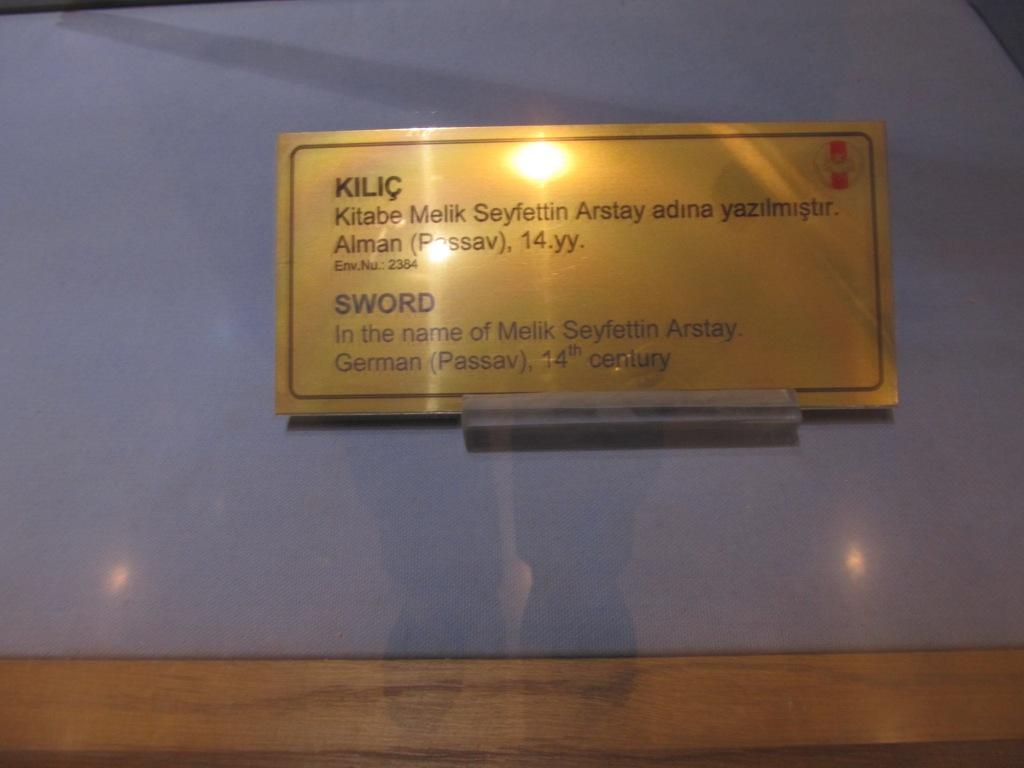 KILIÇ
Kitabe Melik Seyfettin Arstay adına yazılmıştır.
Alman (Passav), 14.yy.
Env.Nu.: 2384
SWORD
In the name of Melik Seyfettin Arstay.
German (Passav), 14th century